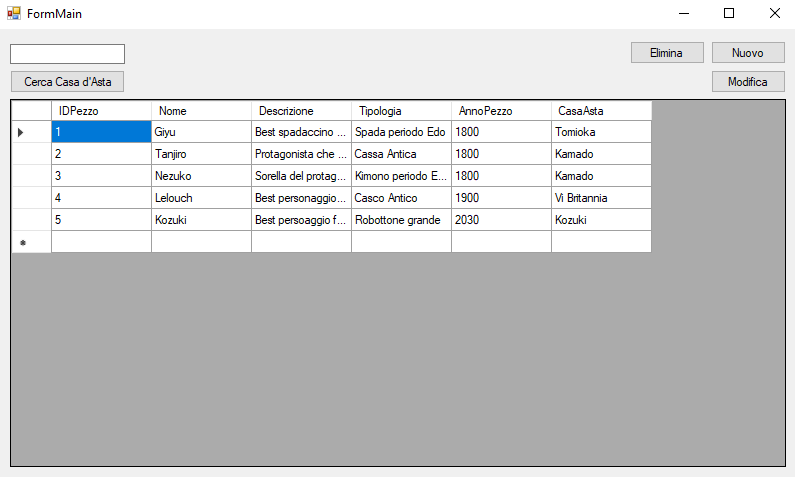 FormMain
Elimina Nuovo
Cerca Casa d'Asta Modifica
IDPezzo Nome Descrizione Tipologia AnnoPezzo CasaAsta
1 Giyu Best spadaccino ... Spada periodo Edo 1800 Tomioka
2 Tanjiro Protagonista che ... Cassa Antica 1800 Kamado
3 Nezuko Sorella del protag... Kimono periodo E... 1800 Kamado
4 Lelouch Best personaggio... Casco Antico 1900 Vi Britannia
5 Kozuki Best persoaggio f... Robottone grande 2030 Kozuki